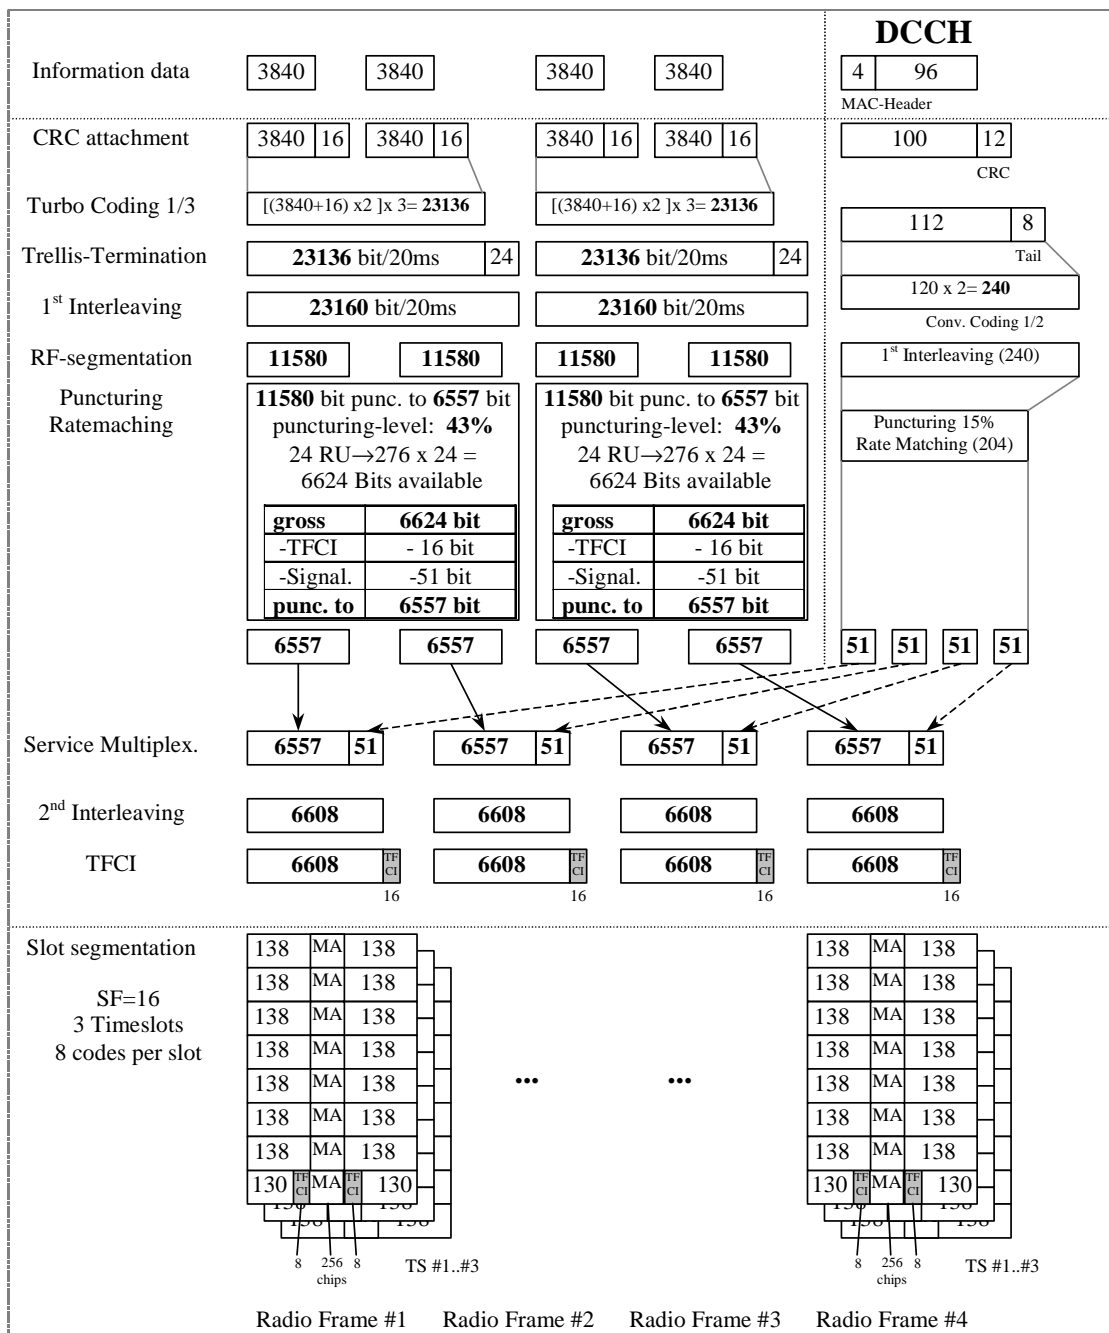 DCCH
Information data 3840 3840 3840 3840 4 96
MAC-Header
CRC attachment 3840 16 3840 16 3840 16 3840 16 100 12
CRC
Turbo Coding 1/3 [(3840+16) x2 ]x 3= 23136 [(3840+16) x2 ]x 3= 23136
112 8
Tail
Trellis-Termination 23136 bit/20ms 24 23136 bit/20ms 24
120 x 2= 240
1st Interleaving 23160 bit/20ms 23160 bit/20ms
Conv. Coding 1/2
RF-segmentation 11580 11580 11580 11580 1st Interleaving (240)
Puncturing
Ratemaching
11580 bit punc. to 6557 bit
puncturing-level: 43%
24 RU→276 x 24 =
6624 Bits available
gross 6624 bit
-TFCI - 16 bit
-Signal. -51 bit
punc. to 6557 bit
11580 bit punc. to 6557 bit
puncturing-level: 43%
24 RU→276 x 24 =
6624 Bits available
gross 6624 bit
-TFCI - 16 bit
-Signal. -51 bit
punc. to 6557 bit
Puncturing 15%
Rate Matching (204)
6557 6557 6557 6557 51 51 51 51
Service Multiplex. 6557 51 6557 51 6557 51 6557 51
2nd Interleaving 6608 6608 6608 6608
TFCI 6608 TF CI 6608 TF CI 6608 TF CI 6608 TF CI
16 16 16 16
Slot segmentation
SF=16
3 Timeslots
8 codes per slot
138 MA 138 138 MA 138
138 MA 138 138 MA 138
138 MA 138 138 MA 138
138 MA 138 138 MA 138
... ...
138 MA 138 138 MA 138
138 MA 138 138 MA 138
138 MA 138 138 MA 138
130 TF CI MA TF CI 130 130 TF CI MA TF CI 130
138 138 138 138
138 138 138 138
8 256 chips 8 TS #1..#3 8 256 chips 8 TS #1..#3
Radio Frame #1 Radio Frame #2 Radio Frame #3 Radio Frame #4